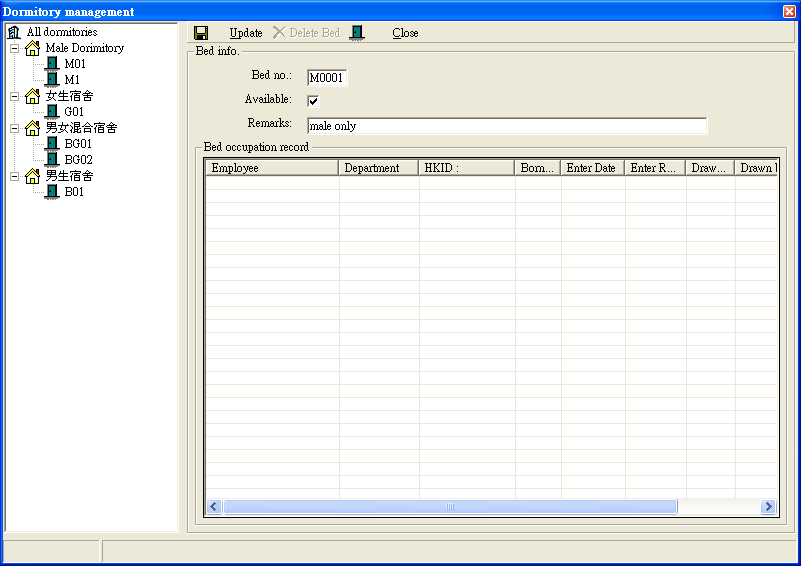 Dormitory management
All dormitories
Male Dorimitory
M01
M1
女生宿舍
G01
男女混合宿舍
BG01
BG02
男生宿舍
B01
Update Delete Bed Close
Bed info.
Bed no.: M0001
Available:
Remarks: male only
Bed occupation record
Employee Department HKID : Born... Enter Date Enter R... Draw... Drawn